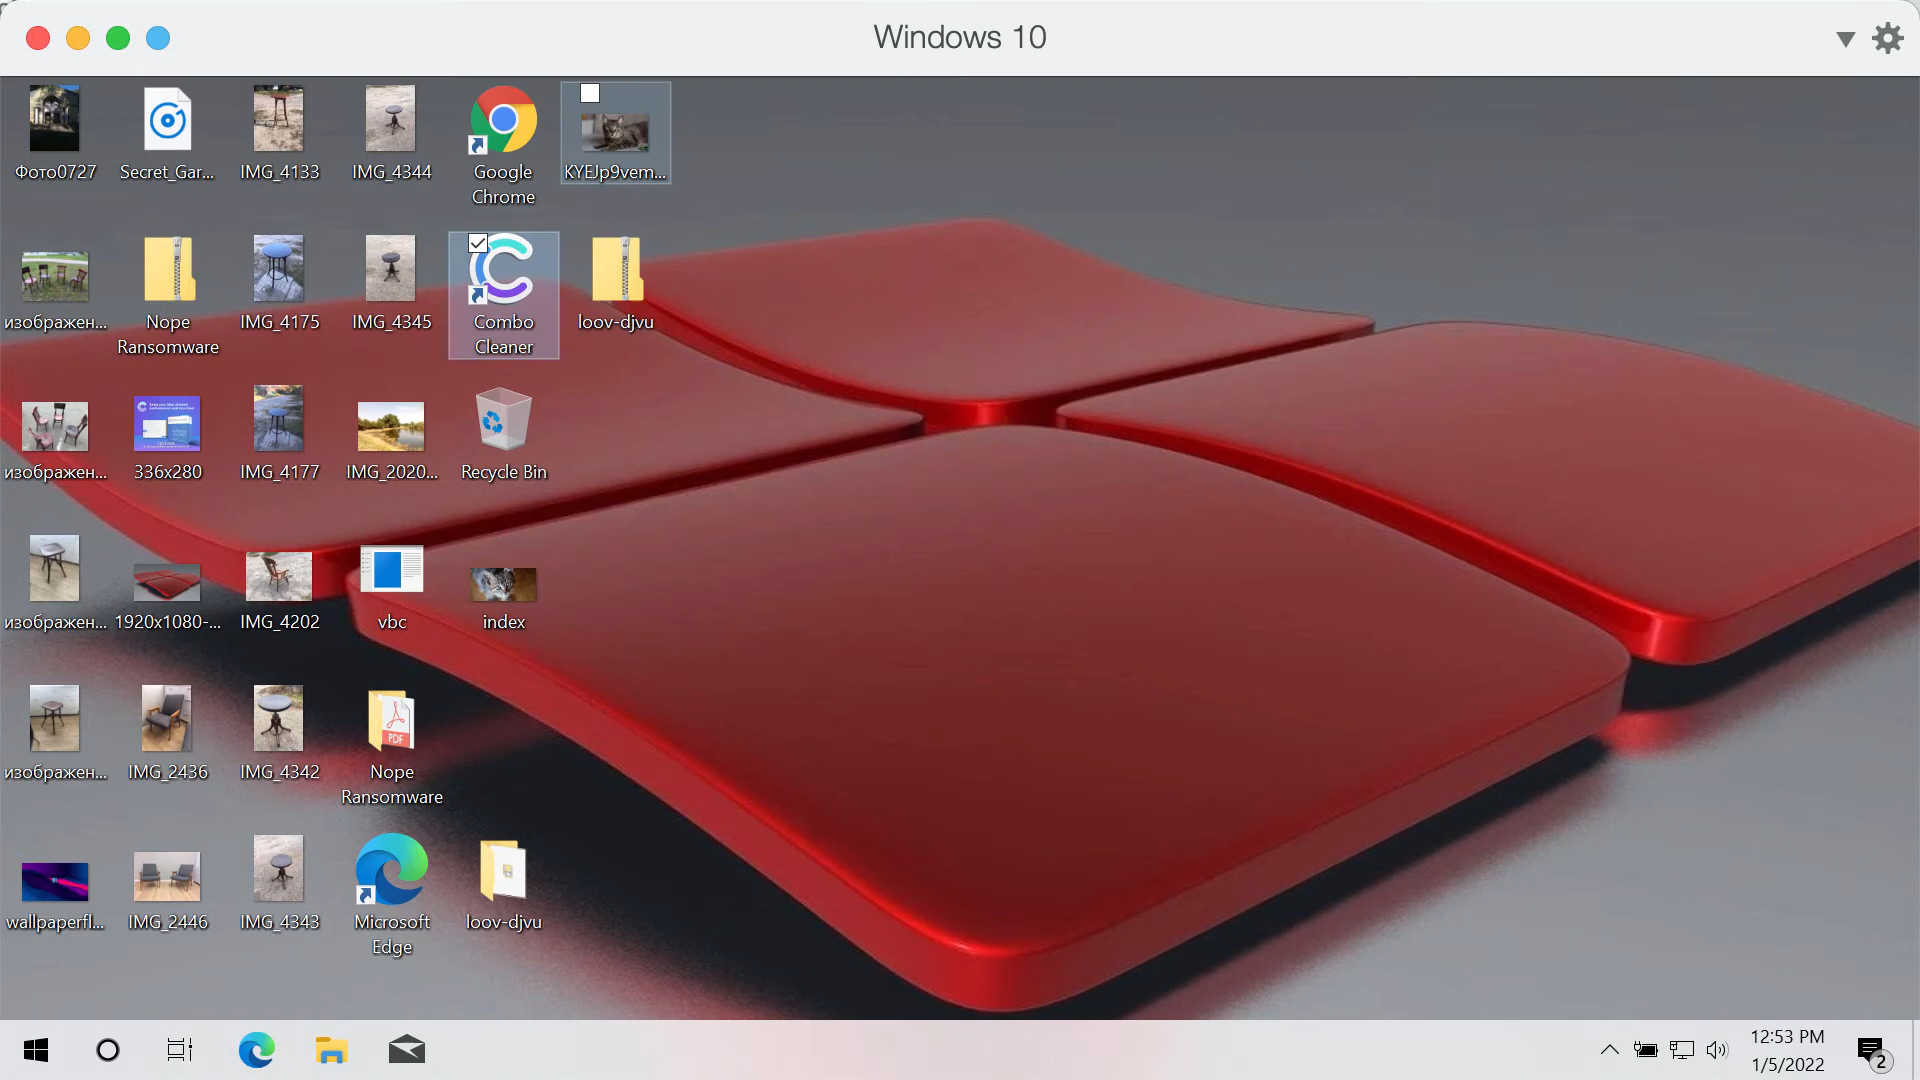 Windows 10
Фото0727
Secret_Gar...
IMG_4133
IMG_4344
Google
Chrome
KYEJp9vem...
изображен...
Nope
Ransomware
IMG_4175
IMG_4345
Combo
Cleaner
loov-djvu
изображен...
336x280
IMG_4177
IMG_2020...
Recycle Bin
изображен...
1920x1080-...
IMG_4202
vbc
index
изображен...
IMG_2436
IMG_4342
PDF
Nope
Ransomware
wallpaperfl...
IMG_2446
IMG_4343
Microsoft
Edge
loov-djvu
12:53 PM
1/5/2022
2